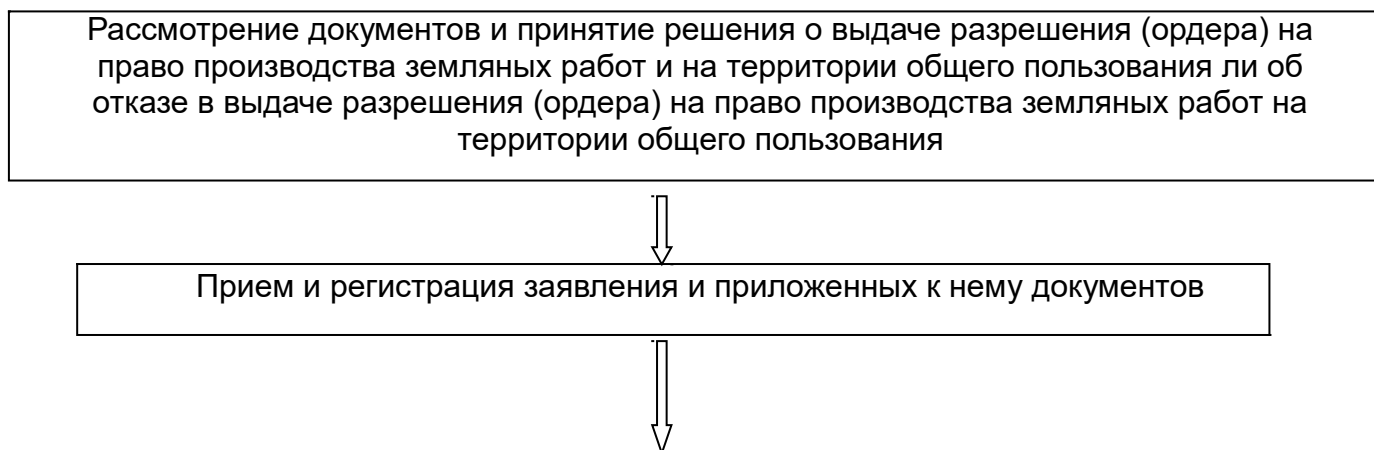 Рассмотрение документов и принятие решения о выдаче разрешения (ордера) на
право производства земляных работ и на территории общего пользования ли об
отказе в выдаче разрешения (ордера) на право производства земляных работ на
территории общего пользования
Прием и регистрация заявления и приложенных к нему документов